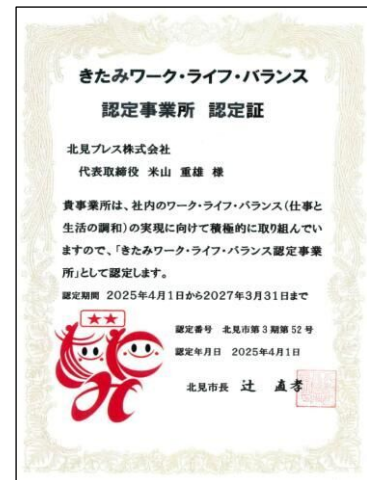 きたみワーク・ライフ・バランス
認定事業所 認定証
北見プレス株式会社
代表取締役 米山 重雄 様
貴事業所は、社内のワーク・ライフ・バランス(仕事と
生活の調和)の実現に向けて積極的に取り組んでい
ますので、「きたみワーク・ライフ・バランス認定事業
所」として認定します。
認定期間 2025年4月1日から2027年3月31日まで
認定番号 北見市第3期第52号
認定年月日 2025年4月1日
北見市長 辻 直孝